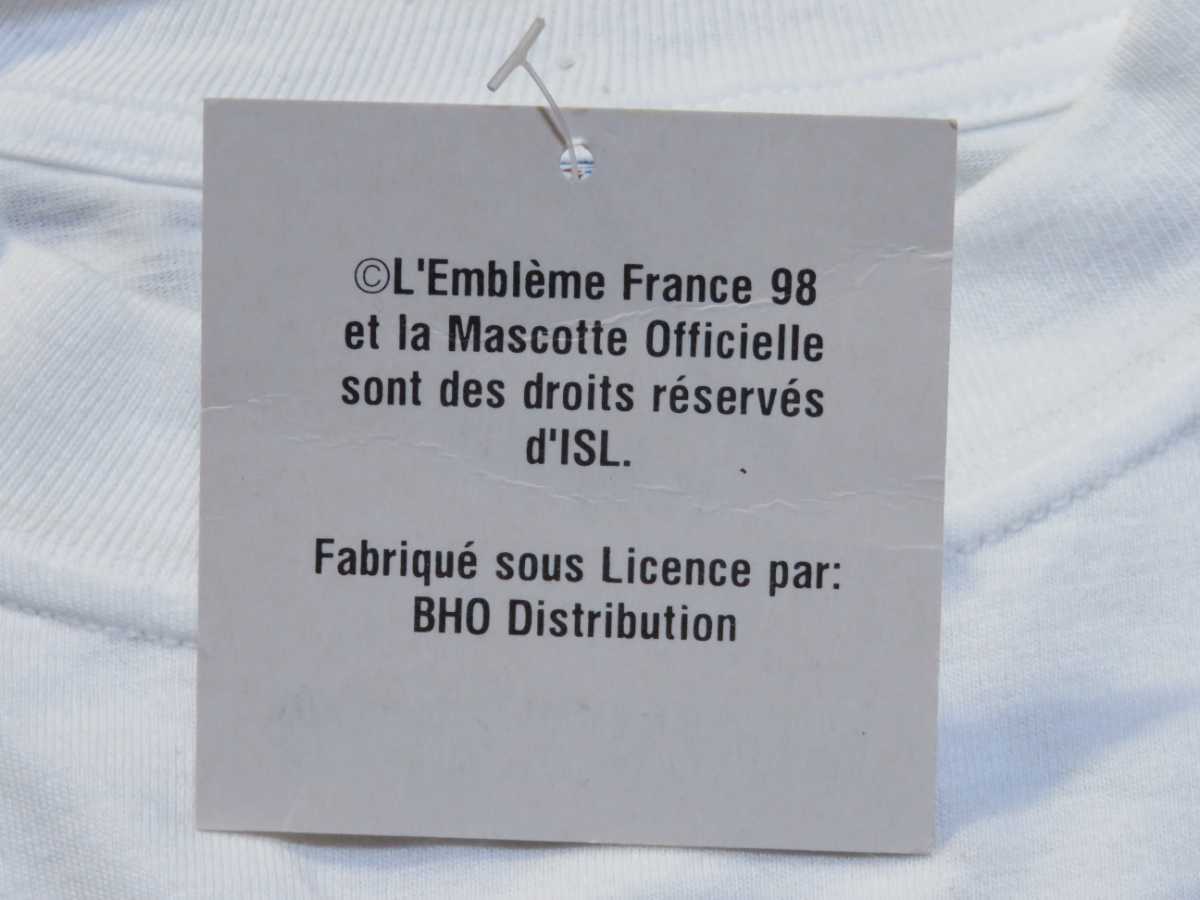 ©L'Emblème France 98
et la Mascotte Officielle
sont des droits réservés
d'ISL.
Fabriqué sous Licence par:
BHO Distribution